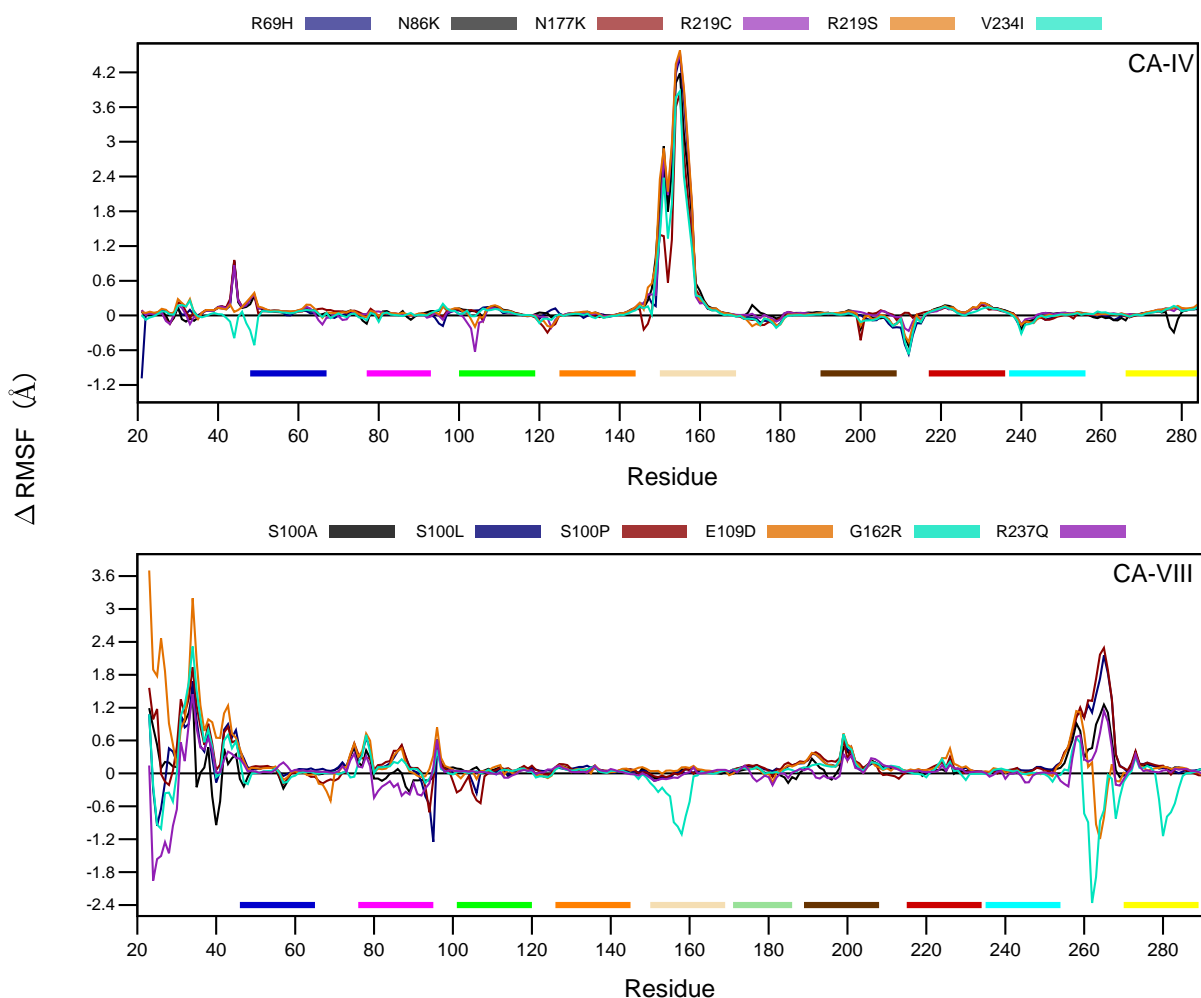 R69H N86K N177K R219C R219S V234I
CA-IV
4.2
3.6
3
2.4
1.8
1.2
0.6
0
-0.6
-1.2
20 40 60 80 100 120 140 160 180 200 220 240 260 280
Residue
Δ RMSF (Å)
S100A S100L S100P E109D G162R R237Q
CA-VIII
3.6
3
2.4
1.8
1.2
0.6
0
-0.6
-1.2
-1.8
-2.4
20 40 60 80 100 120 140 160 180 200 220 240 260 280
Residue